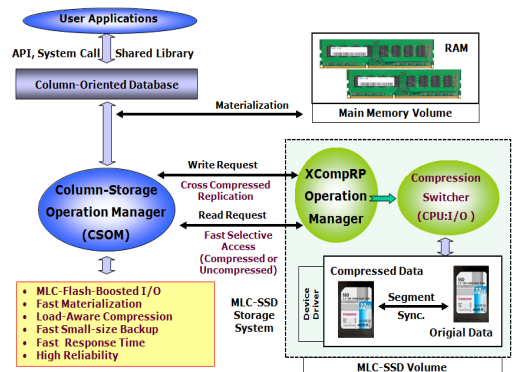 User Applications
API, System Call Shared Library
Column-Oriented Database
Materialization
RAM
Main Memory Volume
Column-Storage
Operation Manager
(CSOM)
Write Request
Cross Compressed
Replication
Read Request
Fast Selective
Access
(Compressed or
Uncompressed)
XCompRP
Operation
Manager
Compression
Switcher
(CPU:I/O )
• MLC-Flash-Boosted I/O
• Fast Materialization
• Load-Aware Compression
• Fast Small-size Backup
• Fast Response Time
• High Reliability
MLC-SSD
Storage
System
Device
Driver
Compressed Data
Segment
Sync.
Origial Data
MLC-SSD Volume